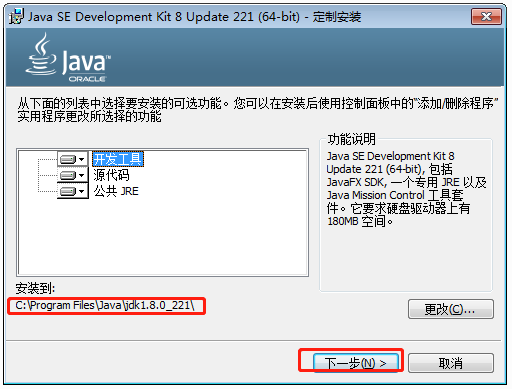 Java SE Development Kit 8 Update 221 (64-bit) - 定制安装
Java
ORACLE
从下面的列表中选择要安装的可选功能。您可以在安装后使用控制面板中的“添加/删除程序”
实用程序更改所选择的功能
开发工具
源代码
公共 JRE
功能说明
Java SE Development Kit 8
Update 221 (64-bit), 包括
JavaFX SDK, 一个专用 JRE 以及
Java Mission Control 工具套
件。它要求硬盘驱动器上有
180MB 空间。
安装到:
C:\Program Files\Java\jdk1.8.0_221\
更改(C)...
下一步(N) >
取消